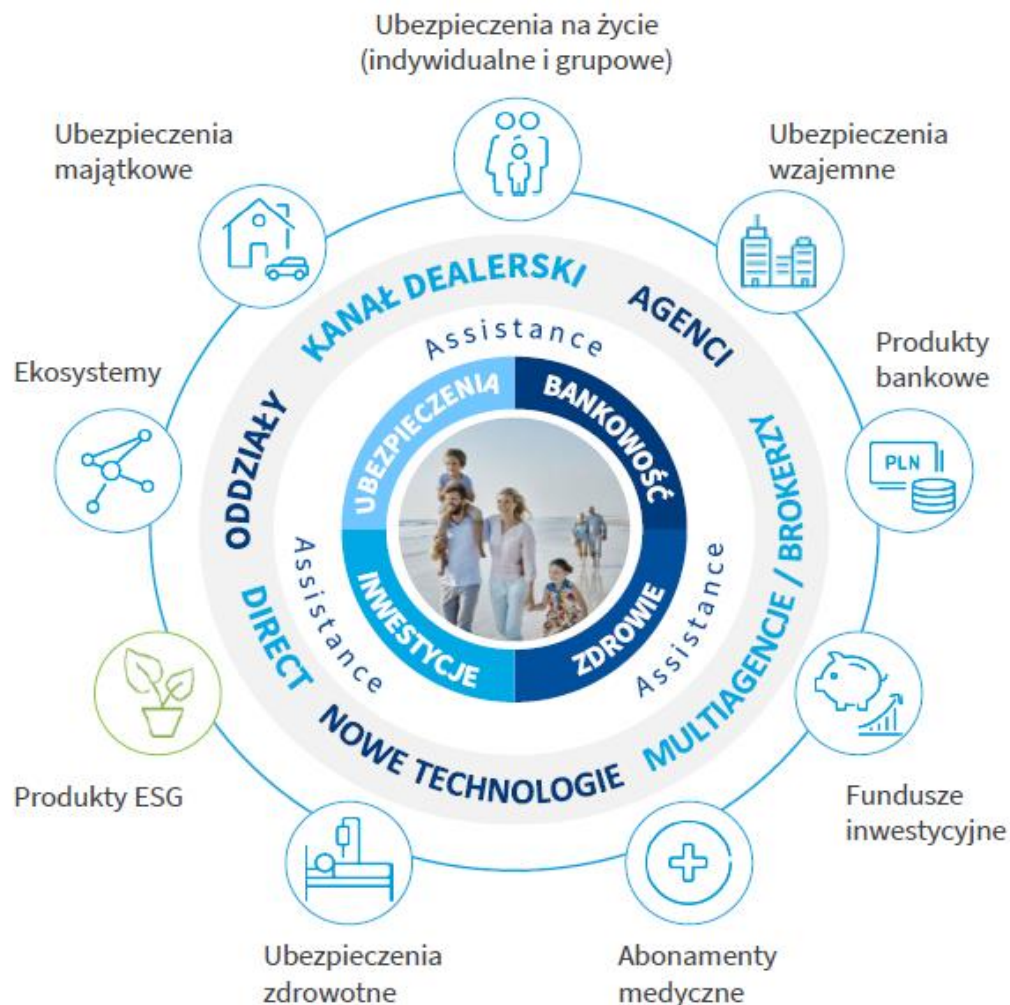 Ubezpieczenia na życie
(indywidualne i grupowe)
Ubezpieczenia
majątkowe
Ubezpieczenia
wzajemne
KANAŁ DEALERSKI
AGENCI
Assistance
Ekosystemy
Produkty
bankowe
PLN
ODDZIAŁY
UBEZPIECZENIA
BANKOWOŚĆ
MULTIAGENCJE / BROKERZY
Assistance
Assistance
DIRECT
INWESTYCJE
ZDROWIE
NOWE TECHNOLOGIE
Produkty ESG
Fundusze
inwestycyjne
Ubezpieczenia
zdrowotne
Abonamenty
medyczne